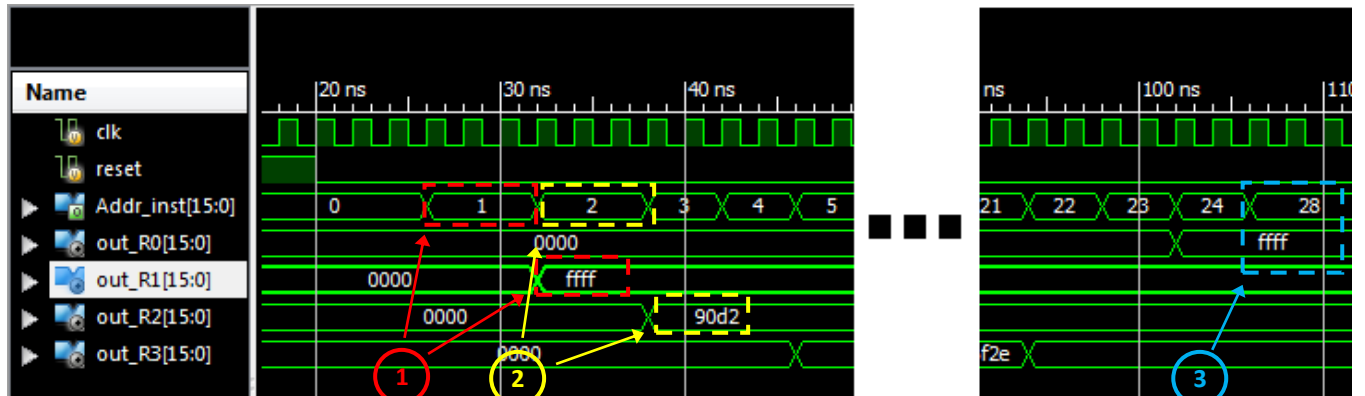 20 ns 30 ns 40 ns ns 100 ns 110
Name
clk
reset
Addr_inst[15:0] 0 1 2 3 4 5 21 22 23 24 28
out_R0[15:0] 0000 ffff
out_R1[15:0] 0000 ffff
out_R2[15:0] 0000 90d2
out_R3[15:0] 0000 f2e
1 2 3